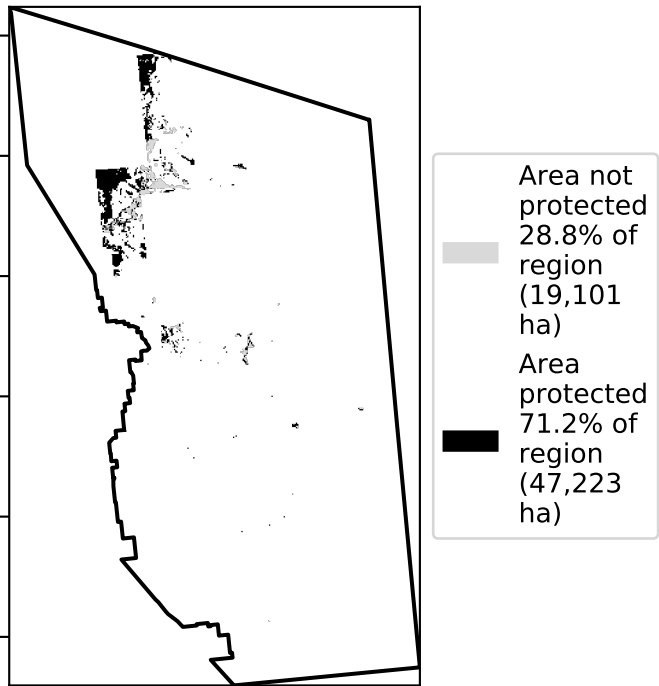 Area not
protected
28.8% of
region
(19,101
ha)
Area
protected
71.2% of
region
(47,223
ha)